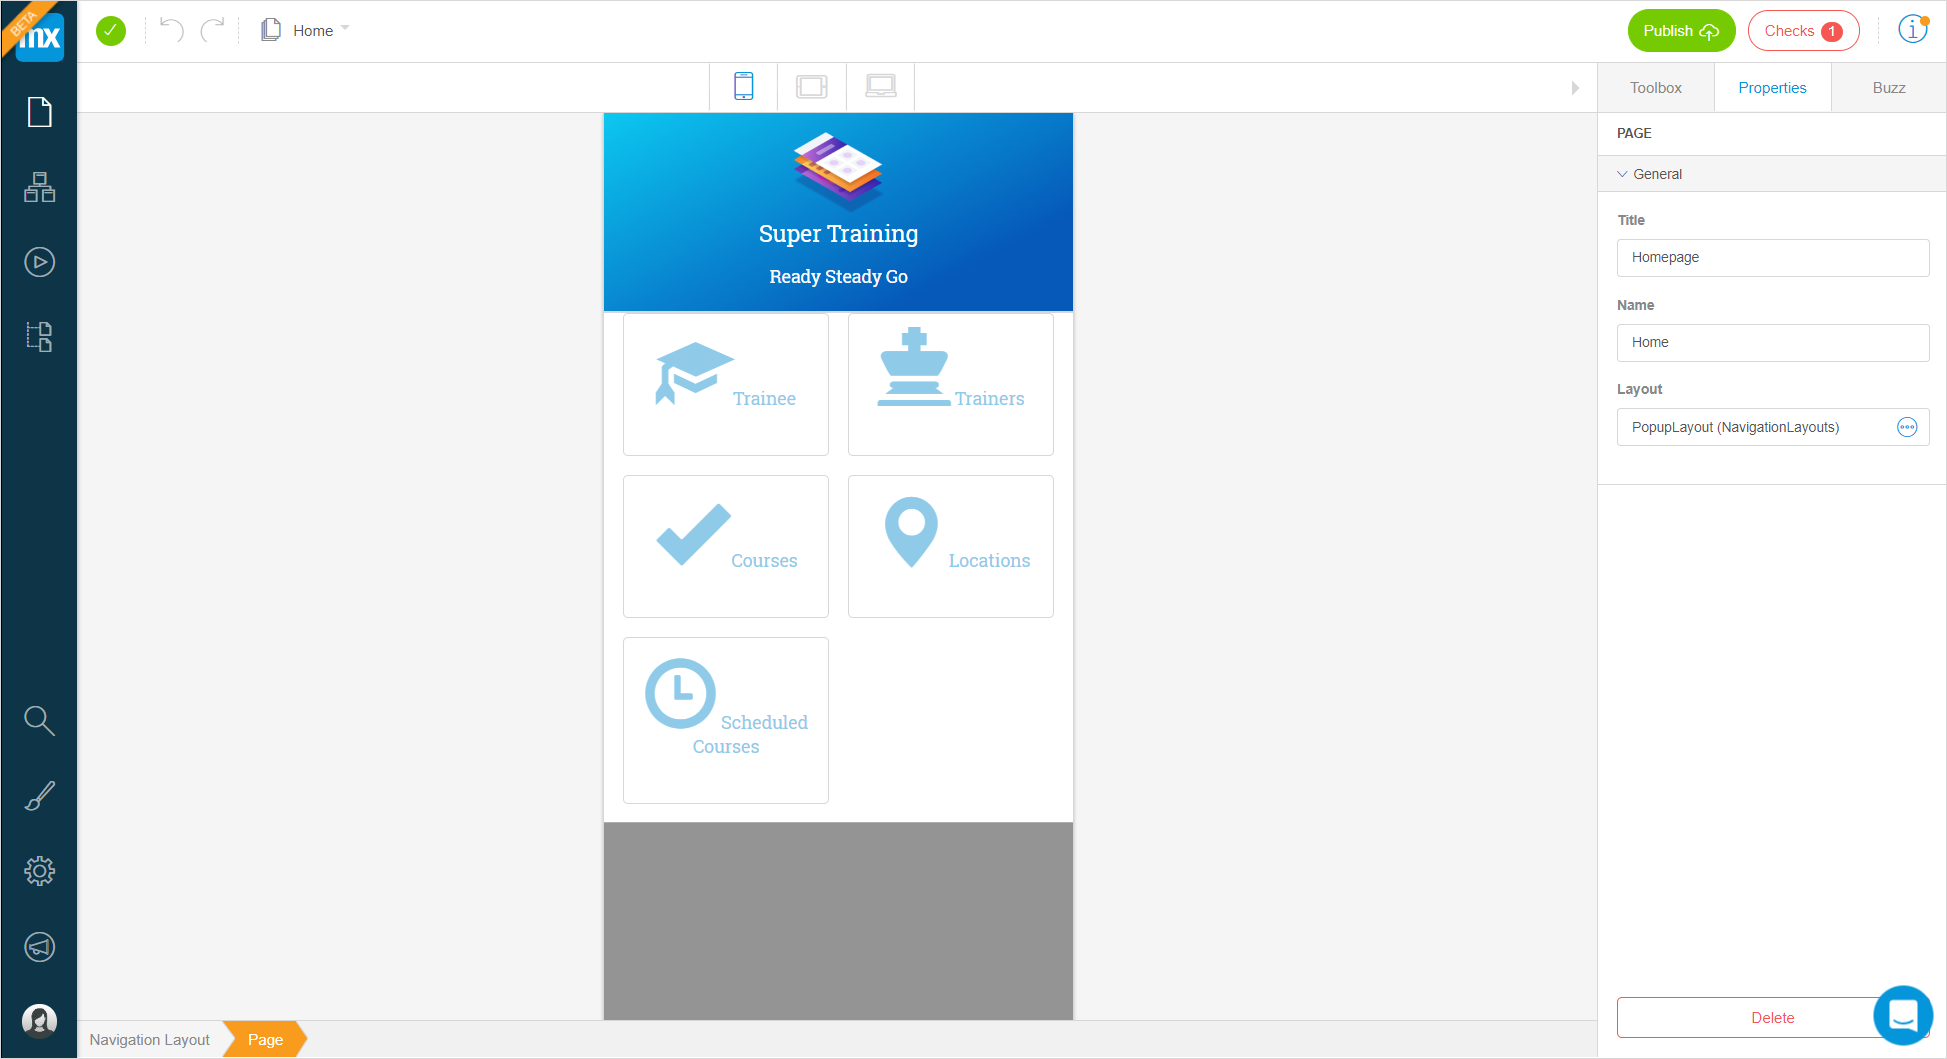 BETA
mx
Home
Publish
Checks 1
Toolbox
Properties
Buzz
PAGE
General
Title
Homepage
Name
Home
Layout
PopupLayout (NavigationLayouts)
Super Training
Ready Steady Go
Trainee
Trainers
Courses
Locations
Scheduled
Courses
Delete
Navigation Layout
Page